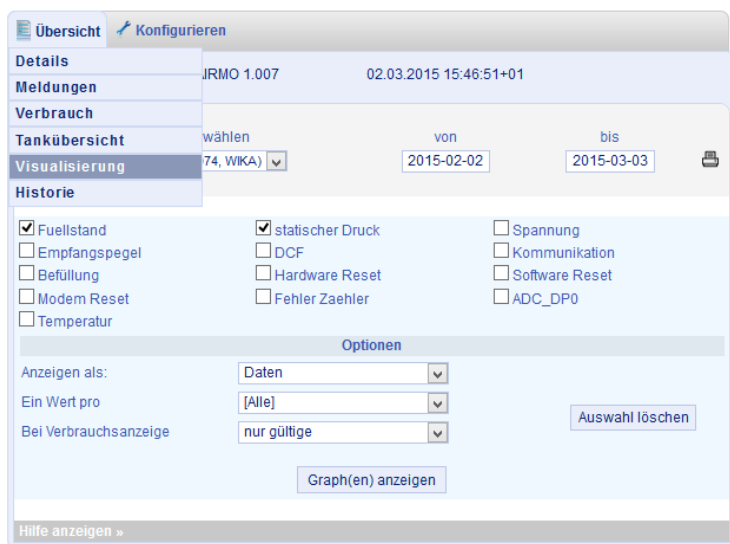 Übersicht Konfigurieren
Details
IRMO 1.007 02.03.2015 15:46:51+01
Meldungen
Verbrauch
Tankübersicht
wählen von bis
Visualisierung
74, WIKA) 2015-02-02 2015-03-03
Historie
Fuellstand statischer Druck Spannung
Empfangspegel DCF Kommunikation
Befüllung Hardware Reset Software Reset
Modem Reset Fehler Zaehler ADC_DP0
Temperatur
Optionen
Anzeigen als: Daten
Ein Wert pro [Alle]
Auswahl löschen
Bei Verbrauchsanzeige nur gültige
Graph(en) anzeigen
Hilfe anzeigen »